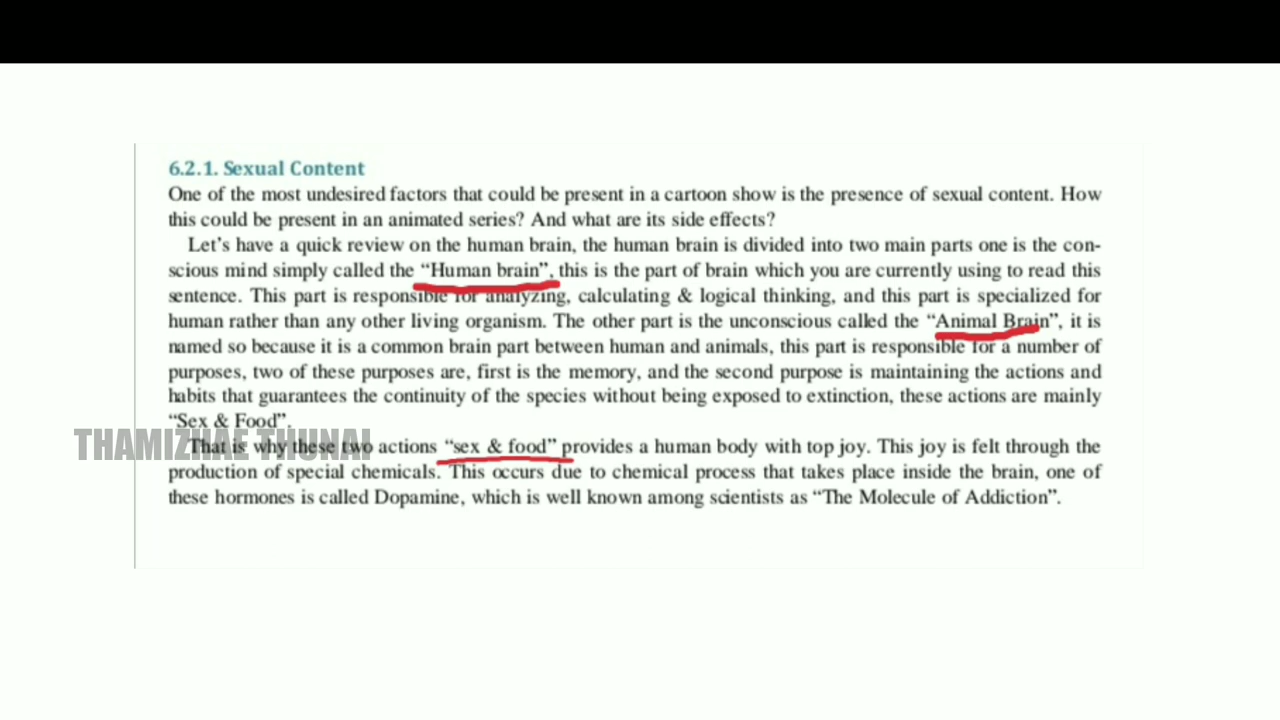 6.2.1. Sexual Content
One of the most undesired factors that could be present in a cartoon show is the presence of sexual content. How
this could be present in an animated series? And what are its side effects?
Let's have a quick review on the human brain, the human brain is divided into two main parts one is the con-
scious mind simply called the “Human brain”, this is the part of brain which you are currently using to read this
sentence. This part is responsible for analyzing, calculating & logical thinking, and this part is specialized for
human rather than any other living organism. The other part is the unconscious called the “Animal Brain”, it is
named so because it is a common brain part between human and animals, this part is responsible for a number of
purposes, two of these purposes are, first is the memory, and the second purpose is maintaining the actions and
habits that guarantees the continuity of the species without being exposed to extinction, these actions are mainly
“Sex & Food”.
THAMIZHAE THUNAI
That is why these two actions “sex & food” provides a human body with top joy. This joy is felt through the
production of special chemicals. This occurs due to chemical process that takes place inside the brain, one of
these hormones is called Dopamine, which is well known among scientists as “The Molecule of Addiction”.